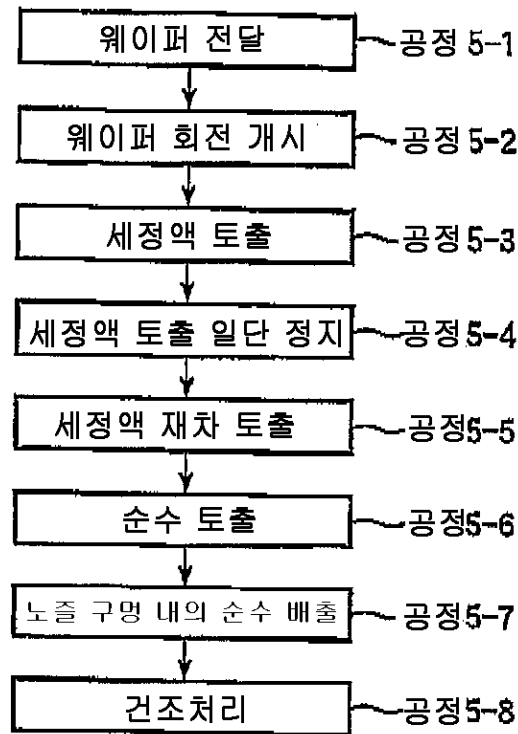 웨이퍼 전달 공정 5-1
웨이퍼 회전 개시 공정 5-2
세정액 토출 공정 5-3
세정액 토출 일단 정지 공정 5-4
세정액 재차 토출 공정5-5
순수 토출 공정5-6
노즐 구멍 내의 순수 배출 공정5-7
건조처리 공정5-8